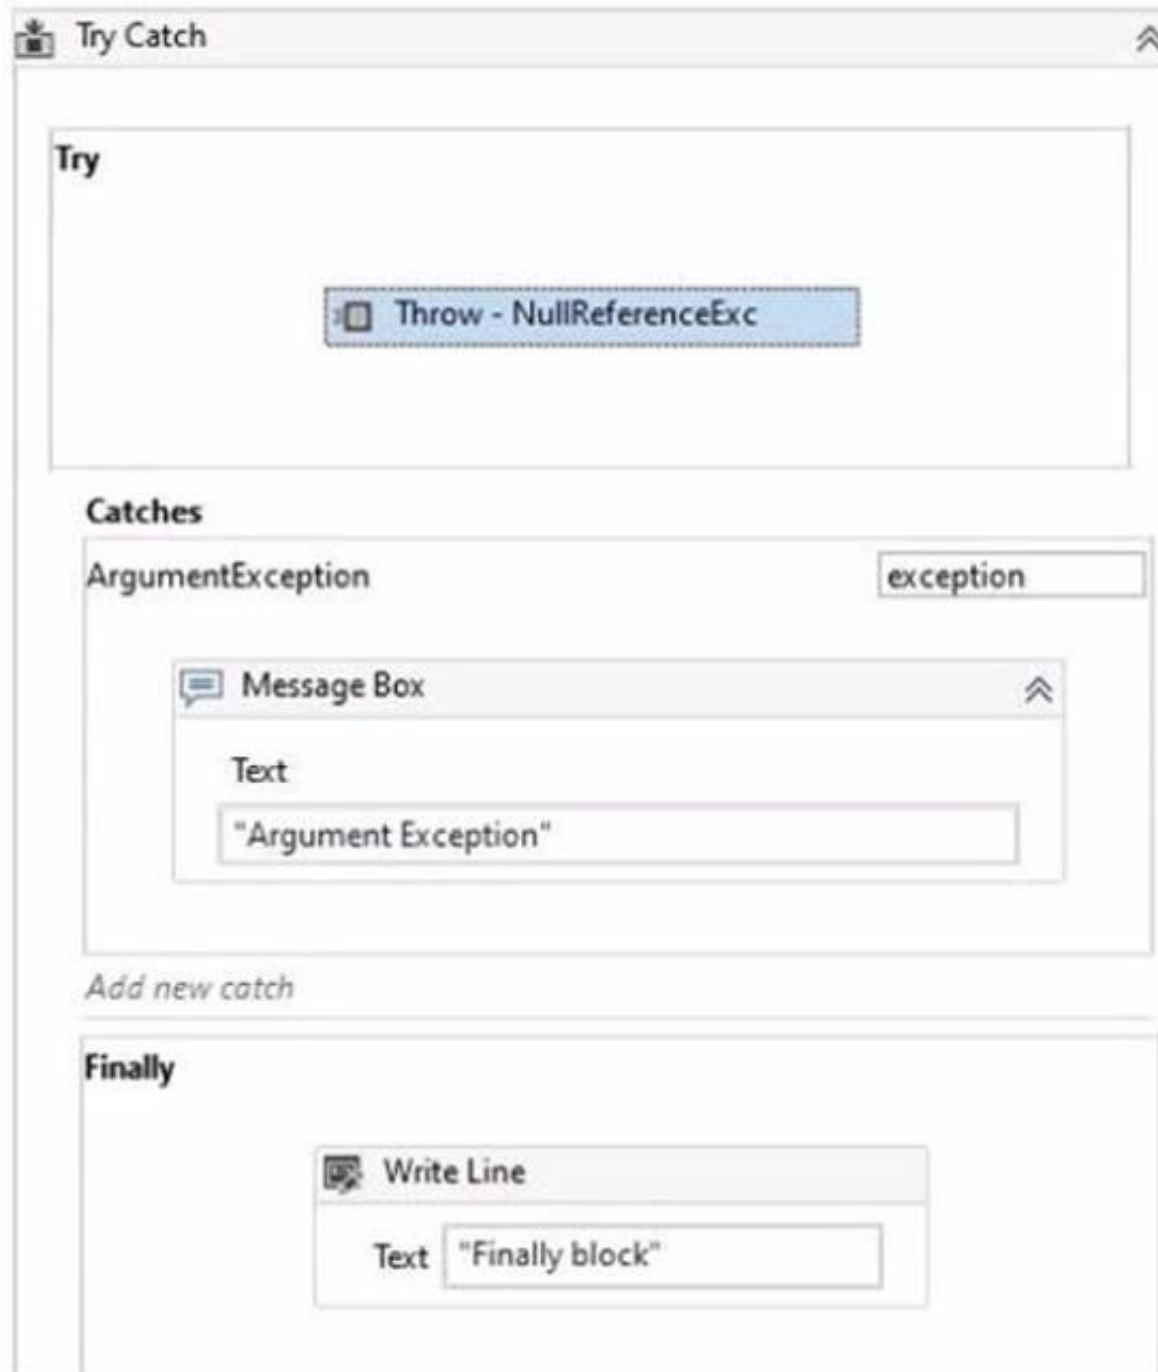 Try Catch
Try
Throw - NullReferenceExc
Catches
ArgumentException exception
Message Box
Text
"Argument Exception"
Add new catch
Finally
Write Line
Text "Finally block"